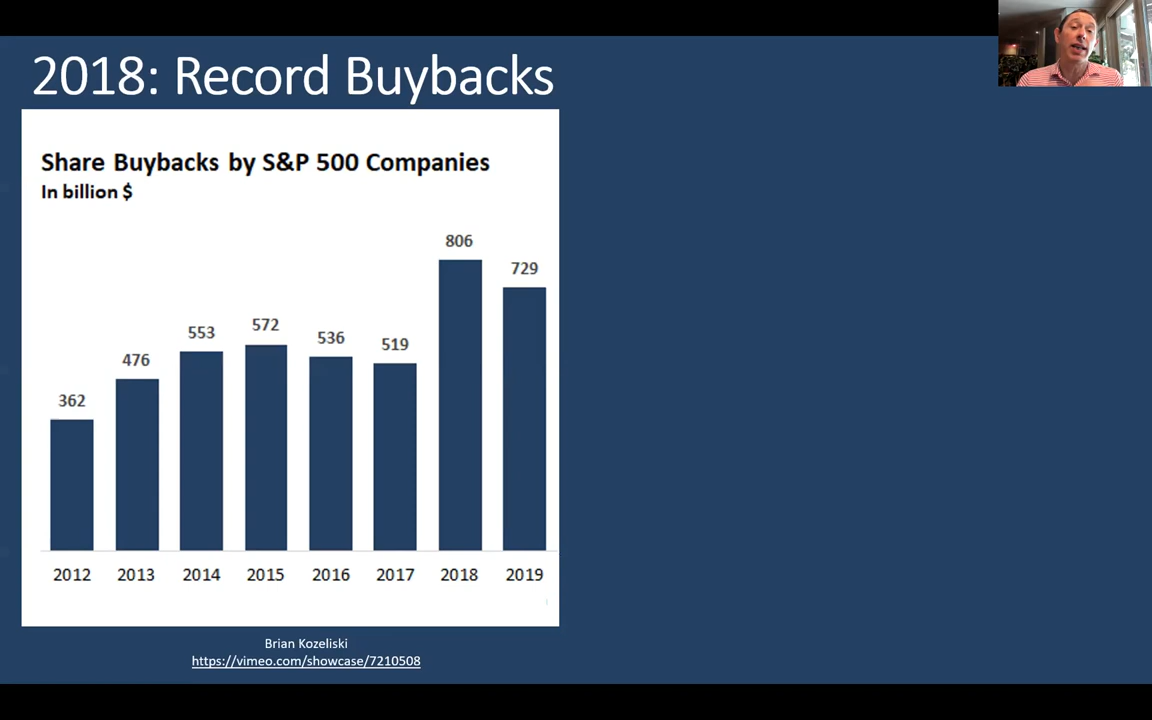 2018: Record Buybacks
Share Buybacks by S&P 500 Companies
In billion $
806
729
572
553
536
519
476
362
2012 2013 2014 2015 2016 2017 2018 2019
Brian Kozeliski
https://vimeo.com/showcase/7210508